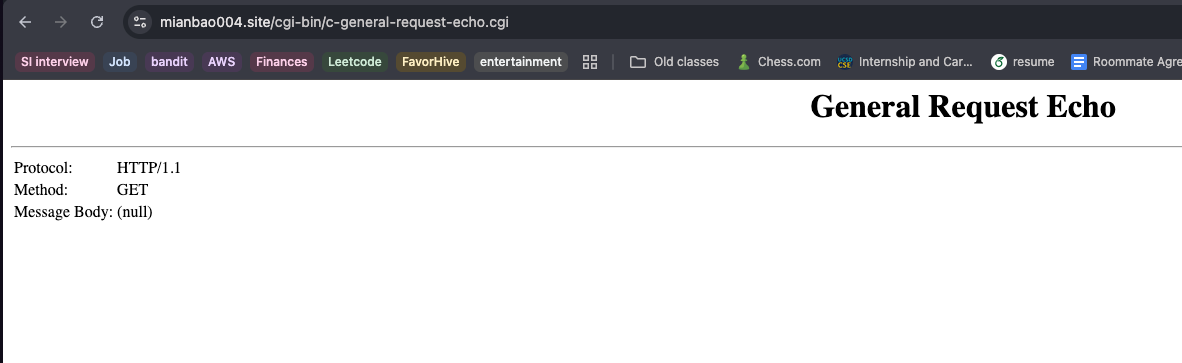 mianbao004.site/cgi-bin/c-general-request-echo.cgi
SI interview Job bandit AWS Finances Leetcode FavorHive entertainment Old classes Chess.com UCSD CSE Internship and Car... resume Roommate Agre
General Request Echo
Protocol: HTTP/1.1
Method: GET
Message Body: (null)